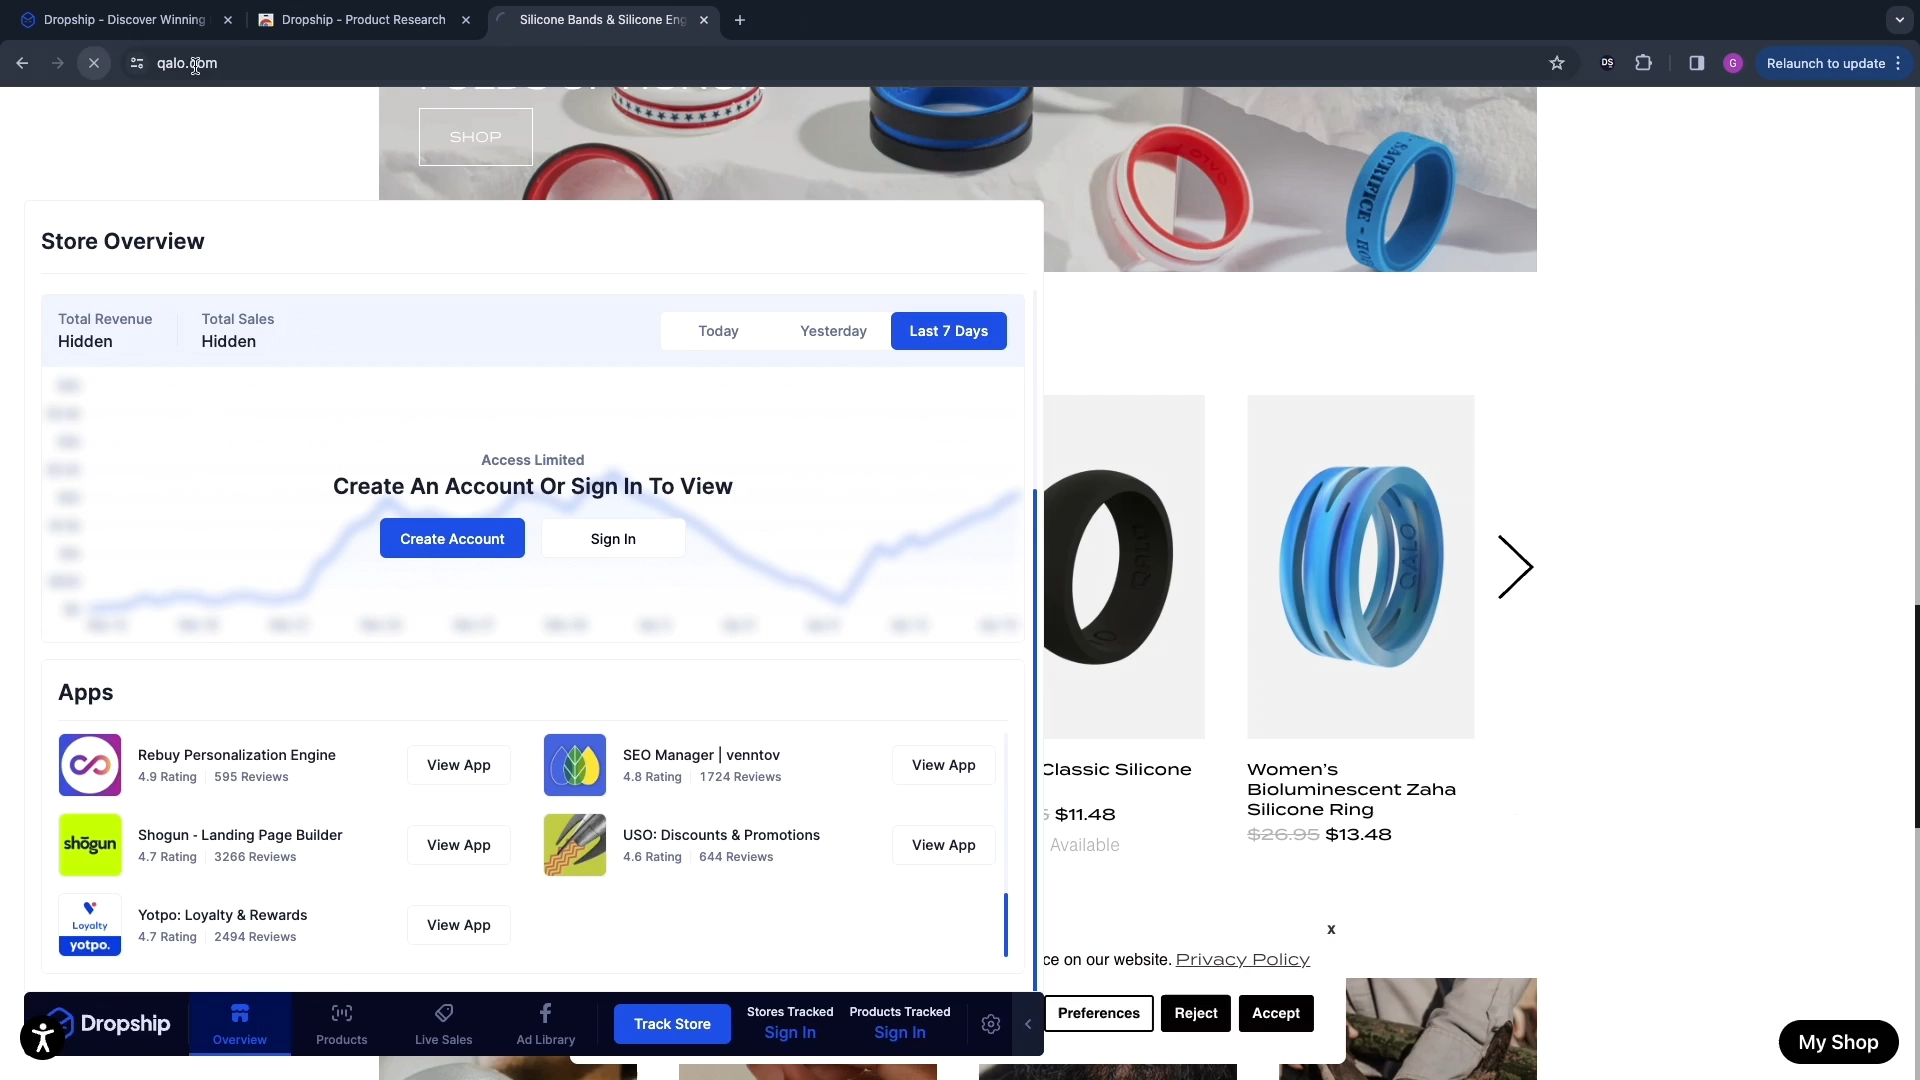 Dropship - Discover Winning
Dropship - Product Research
Silicone Bands & Silicone Eng
qalo.com
DS
G
Relaunch to update
SHOP
SACRIFICE - HO
QALO
Store Overview
Total Revenue
Hidden
Total Sales
Hidden
Today
Yesterday
Last 7 Days
Access Limited
Create An Account Or Sign In To View
Create Account
Sign In
QALO
QALO
Apps
Rebuy Personalization Engine
4.9 Rating
595 Reviews
View App
SEO Manager | venntov
4.8 Rating
1724 Reviews
View App
shōgun
Shogun - Landing Page Builder
4.7 Rating
3266 Reviews
View App
USO: Discounts & Promotions
4.6 Rating
644 Reviews
View App
Loyalty
yotpo.
Yotpo: Loyalty & Rewards
4.7 Rating
2494 Reviews
View App
Classic Silicone
$11.48
Available
Women's
Bioluminescent Zaha
Silicone Ring
$26.95 $13.48
x
ce on our website. Privacy Policy
Preferences
Reject
Accept
Dropship
Overview
Products
Live Sales
Ad Library
Track Store
Stores Tracked
Sign In
Products Tracked
Sign In
My Shop